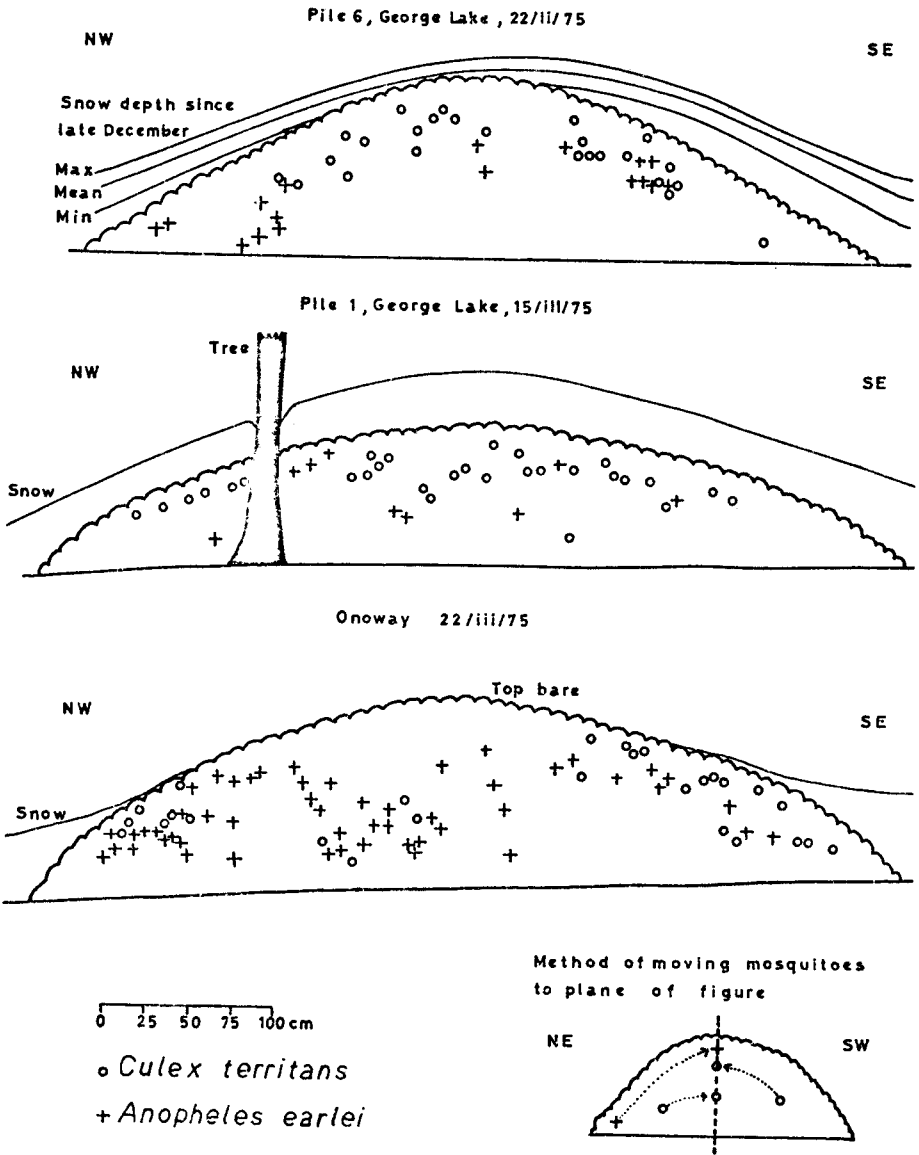 Pile 6, George Lake, 22/ii/75
NW
SE
Snow depth since
late December
Max
Mean
Min
Pile 1, George Lake, 15/iii/75
Tree
NW
SE
Snow
Onoway 22/iii/75
Top bare
NW
SE
Snow
Method of moving mosquitoes
to plane of figure
NE
SW
0 25 50 75 100 cm
o Culex territans
+ Anopheles earlei